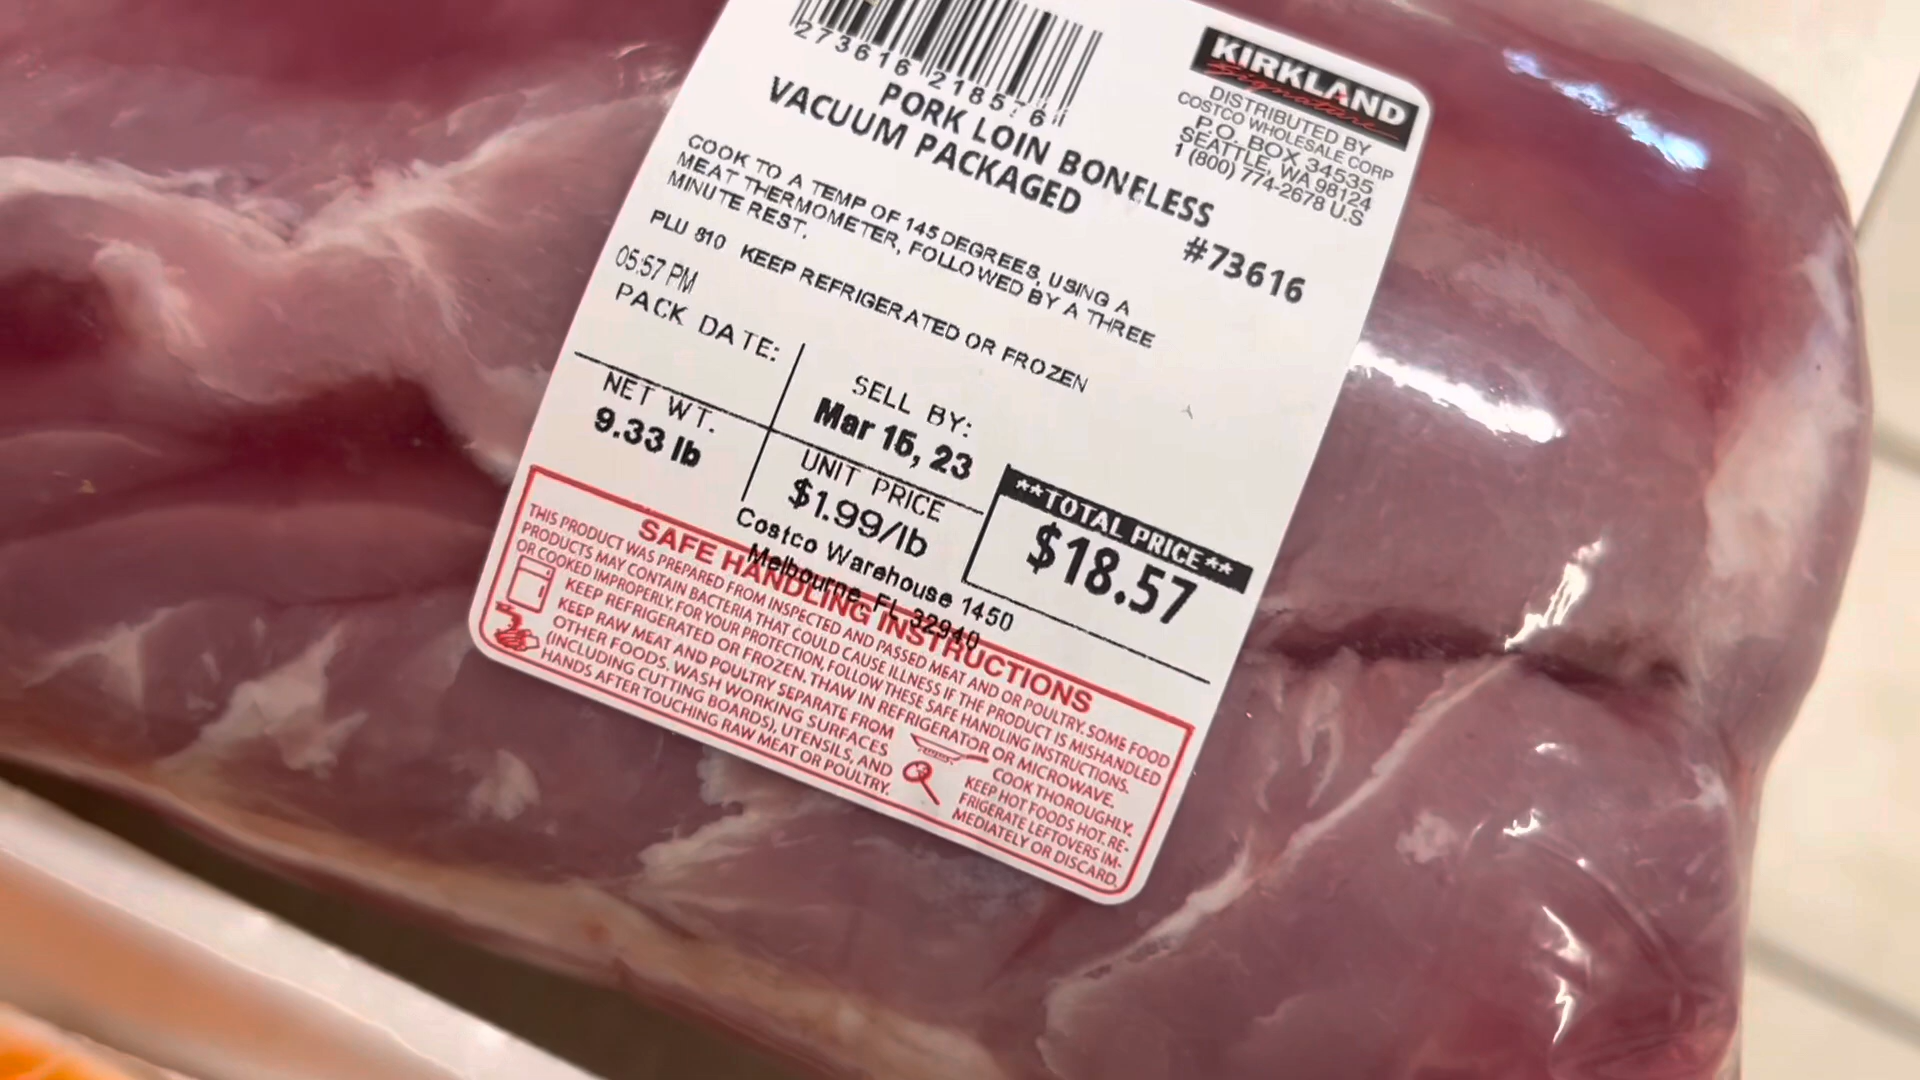 273616 218576
PORK LOIN BONELESS
VACUUM PACKAGED
#73616
KIRKLAND
Signature
DISTRIBUTED BY
COSTCO WHOLESALE CORP
P.O. BOX 34535
SEATTLE, WA 98124
1 (800) 774-2678 U.S
COOK TO A TEMP OF 145 DEGREES, USING A
MEAT THERMOMETER, FOLLOWED BY A THREE
MINUTE REST.
PLU 810 KEEP REFRIGERATED OR FROZEN
05:57 PM
PACK DATE:
SELL BY:
Mar 15, 23
NET WT.
9.33 lb
UNIT PRICE
$1.99/lb
**TOTAL PRICE**
$18.57
Costco Warehouse 1450
Melbourne FL 32940
SAFE HANDLING INSTRUCTIONS
THIS PRODUCT WAS PREPARED FROM INSPECTED AND PASSED MEAT AND OR POULTRY. SOME FOOD
PRODUCTS MAY CONTAIN BACTERIA THAT COULD CAUSE ILLNESS IF THE PRODUCT IS MISHANDLED
OR COOKED IMPROPERLY. FOR YOUR PROTECTION, FOLLOW THESE SAFE HANDLING INSTRUCTIONS.
KEEP REFRIGERATED OR FROZEN. THAW IN REFRIGERATOR OR MICROWAVE.
KEEP RAW MEAT AND POULTRY SEPARATE FROM
OTHER FOODS. WASH WORKING SURFACES
(INCLUDING CUTTING BOARDS), UTENSILS, AND
HANDS AFTER TOUCHING RAW MEAT OR POULTRY.
COOK THOROUGHLY.
KEEP HOT FOODS HOT. RE-
FRIGERATE LEFTOVERS IM-
MEDIATELY OR DISCARD.